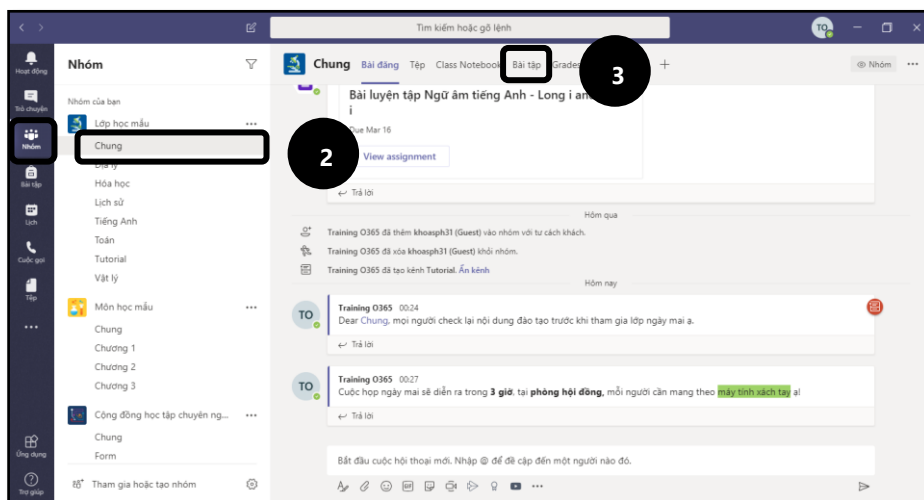 Tìm kiếm hoặc gõ lệnh
TO
Hoạt động
Trò chuyện
Nhóm
Bài tập
Lịch
Cuộc gọi
Tệp
Ứng dụng
Trợ giúp
Nhóm
Nhóm của bạn
Lớp học mẫu
Chung
Địa lý
Hóa học
Lịch sử
Tiếng Anh
Toán
Tutorial
Vật lý
Môn học mẫu
Chung
Chương 1
Chương 2
Chương 3
Cộng đồng học tập chuyên ng...
Chung
Form
Tham gia hoặc tạo nhóm
2
3
Chung Bài đăng Tệp Class Notebook Bài tập Grades
Nhóm
Bài luyện tập Ngữ âm tiếng Anh - Long i
i
Due Mar 16
View assignment
Trả lời
Hôm qua
Training O365 đã thêm khoasph31 (Guest) vào nhóm với tư cách khách.
Training O365 đã xóa khoasph31 (Guest) khỏi nhóm.
Training O365 đã tạo kênh Tutorial. Ẩn kênh
Hôm nay
TO
Training O365 00:24
Dear Chung, mọi người check lại nội dung đào tạo trước khi tham gia lớp ngày mai ạ.
Trả lời
TO
Training O365 00:27
Cuộc họp ngày mai sẽ diễn ra trong 3 giờ, tại phòng hội đồng, mỗi người cần mang theo máy tính xách tay ạ!
Trả lời
Bắt đầu cuộc hội thoại mới. Nhập @ để đề cập đến một người nào đó.
GIF